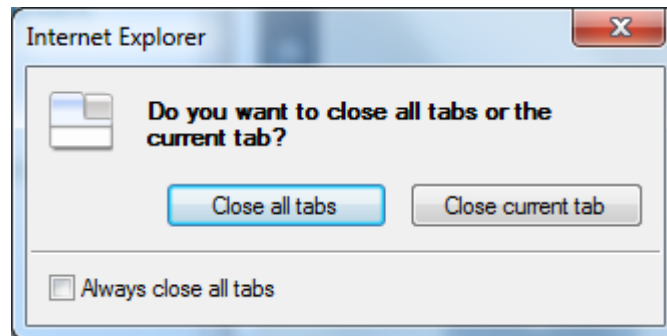 Internet Explorer
Do you want to close all tabs or the
current tab?
Close all tabs
Close current tab
Always close all tabs